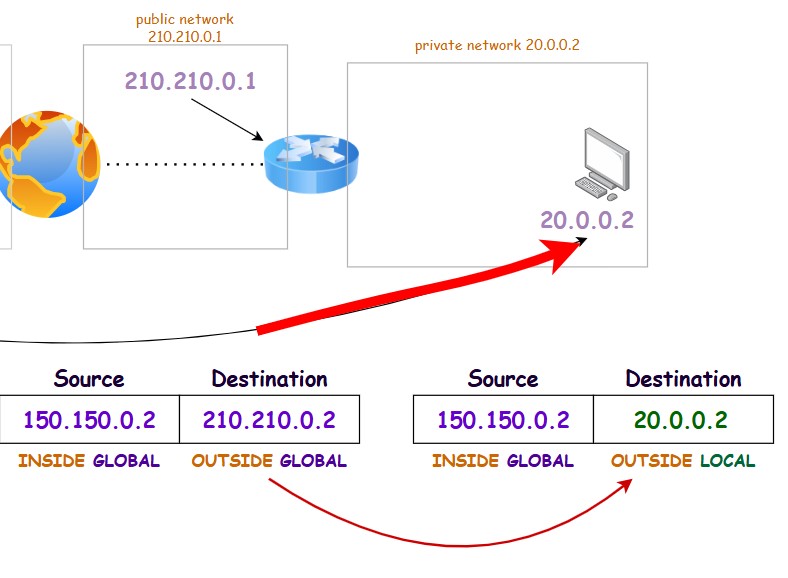 public network
210.210.0.1
private network 20.0.0.2
210.210.0.1
20.0.0.2
Source Destination Source Destination
150.150.0.2 210.210.0.2 150.150.0.2 20.0.0.2
INSIDE GLOBAL OUTSIDE GLOBAL INSIDE GLOBAL OUTSIDE LOCAL